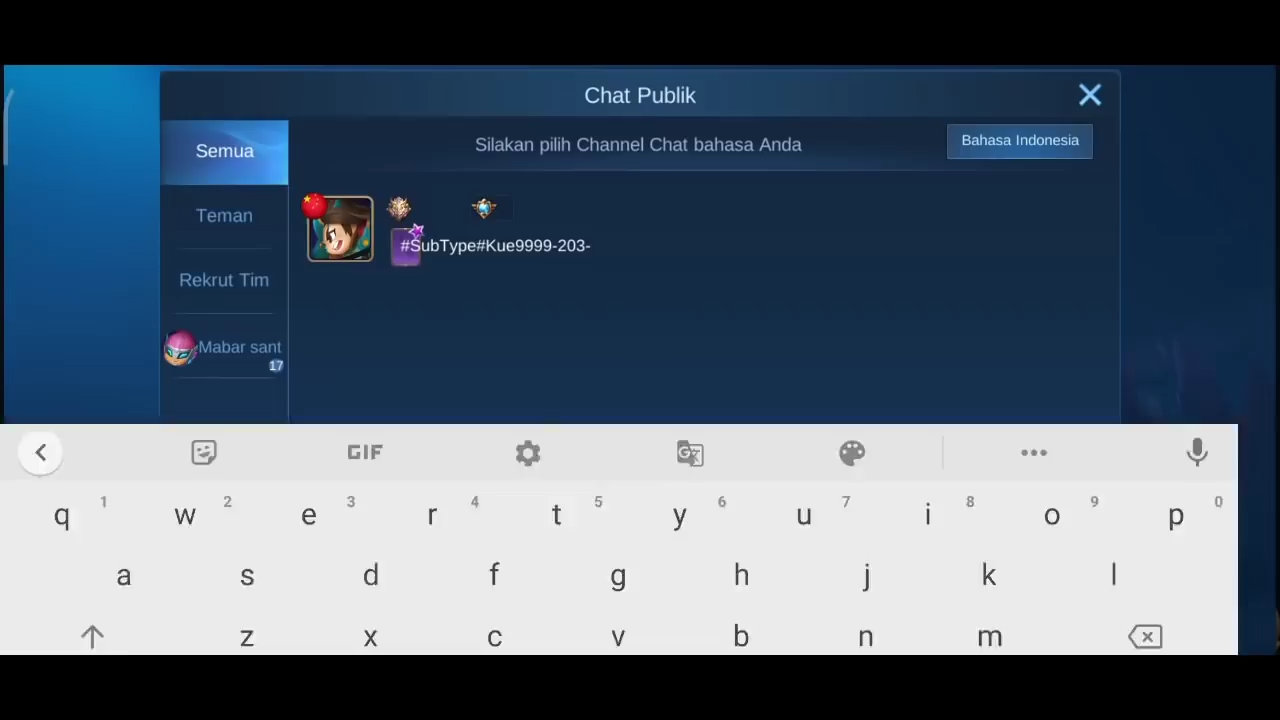 Chat Publik
Semua
Silakan pilih Channel Chat bahasa Anda
Bahasa Indonesia
Teman
#SubType#Kue9999-203-
Rekrut Tim
Mabar sant
17
GIF
q 1 w 2 e 3 r 4 t 5 y 6 u 7 i 8 o 9 p 0
a s d f g h j k l
z x c v b n m